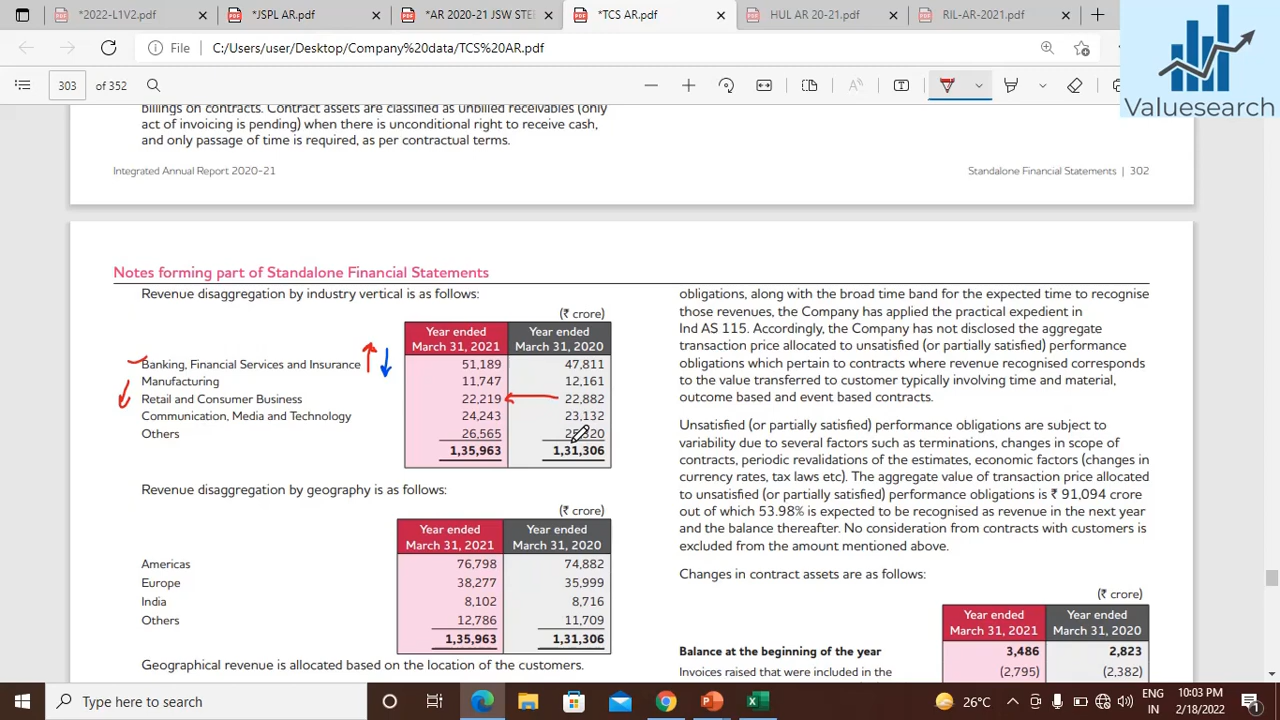 *2022-L1V2.pdf
*JSPL AR.pdf
*AR 2020-21 JSW STE
*TCS AR.pdf
HUL AR 20-21.pdf
RIL-AR-2021.pdf
File
C:/Users/user/Desktop/Company%20data/TCS%20AR.pdf
303 of 352
Valuesearch
billings on contracts. Contract assets are classified as unbilled receivables (only
act of invoicing is pending) when there is unconditional right to receive cash,
and only passage of time is required, as per contractual terms.
Integrated Annual Report 2020-21
Standalone Financial Statements | 302
Notes forming part of Standalone Financial Statements
Revenue disaggregation by industry vertical is as follows:
(₹ crore)
Year ended March 31, 2021 Year ended March 31, 2020
Banking, Financial Services and Insurance 51,189 47,811
Manufacturing 11,747 12,161
Retail and Consumer Business 22,219 22,882
Communication, Media and Technology 24,243 23,132
Others 26,565
1,35,963 1,31,306
Revenue disaggregation by geography is as follows:
(₹ crore)
Year ended March 31, 2021 Year ended March 31, 2020
Americas 76,798 74,882
Europe 38,277 35,999
India 8,102 8,716
Others 12,786 11,709
1,35,963 1,31,306
Geographical revenue is allocated based on the location of the customers.
obligations, along with the broad time band for the expected time to recognise
those revenues, the Company has applied the practical expedient in
Ind AS 115. Accordingly, the Company has not disclosed the aggregate
transaction price allocated to unsatisfied (or partially satisfied) performance
obligations which pertain to contracts where revenue recognised corresponds
to the value transferred to customer typically involving time and material,
outcome based and event based contracts.
Unsatisfied (or partially satisfied) performance obligations are subject to
variability due to several factors such as terminations, changes in scope of
contracts, periodic revalidations of the estimates, economic factors (changes in
currency rates, tax laws etc). The aggregate value of transaction price allocated
to unsatisfied (or partially satisfied) performance obligations is ₹ 91,094 crore
out of which 53.98% is expected to be recognised as revenue in the next year
and the balance thereafter. No consideration from contracts with customers is
excluded from the amount mentioned above.
Changes in contract assets are as follows:
(₹ crore)
Year ended March 31, 2021 Year ended March 31, 2020
Balance at the beginning of the year 3,486 2,823
Invoices raised that were included in the (2,795) (2,382)
Type here to search
26°C
ENG
IN
10:03 PM
2/18/2022
1